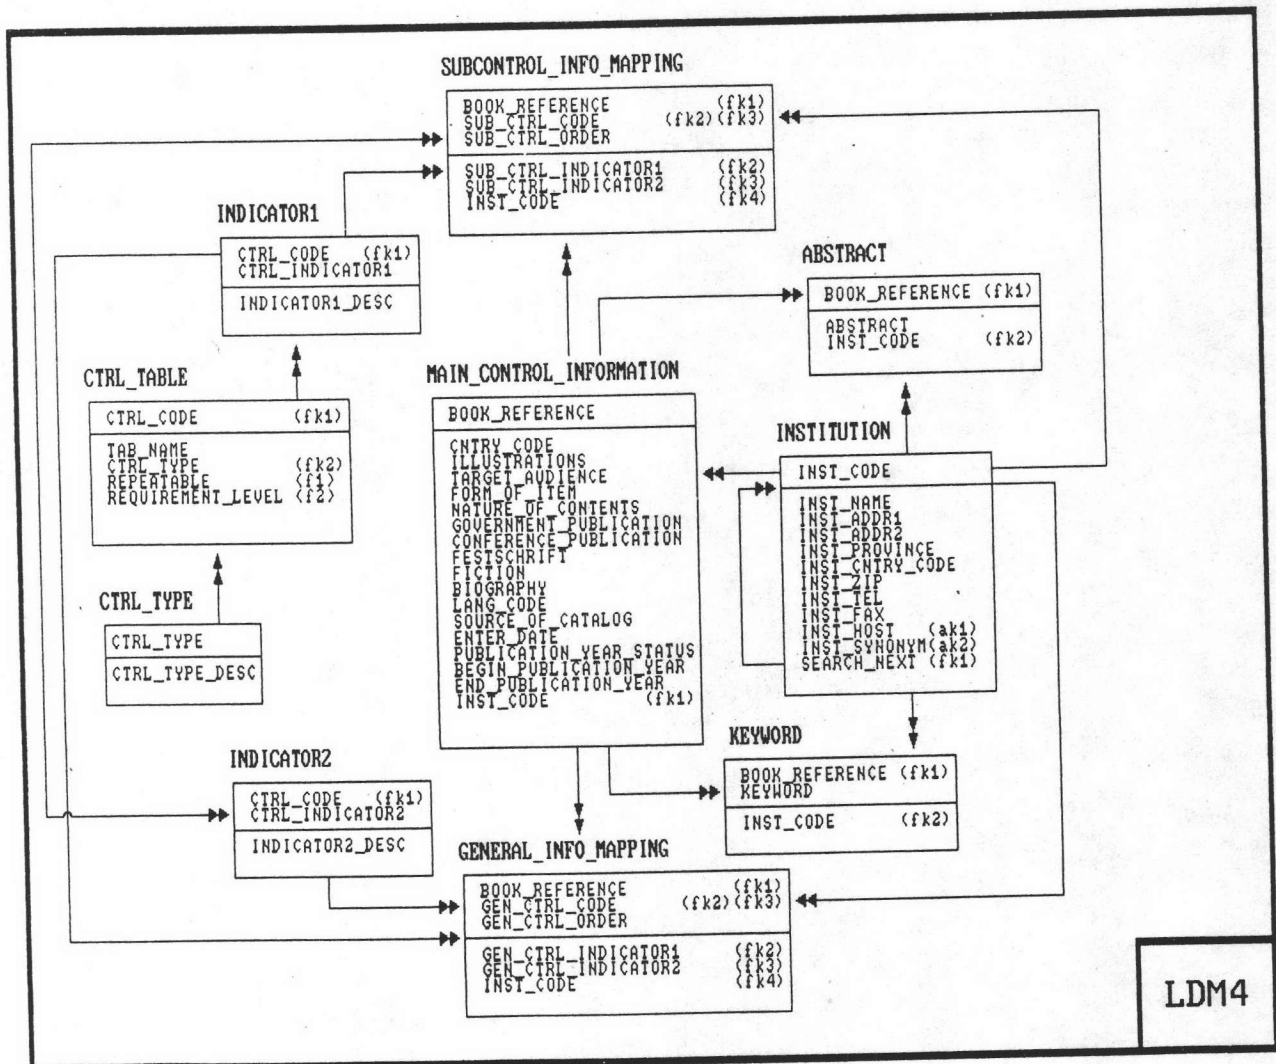 SUBCONTROL_INFO_MAPPING
BOOK_REFERENCE (fk1)
SUB_CTRL_CODE (fk2)(fk3)
SUB_CTRL_ORDER
SUB_CTRL_INDICATOR1 (fk2)
SUB_CTRL_INDICATOR2 (fk3)
INST_CODE (fk4)
INDICATOR1
CTRL_CODE (fk1)
CTRL_INDICATOR1
INDICATOR1_DESC
ABSTRACT
BOOK_REFERENCE (fk1)
ABSTRACT
INST_CODE (fk2)
CTRL_TABLE
CTRL_CODE (fk1)
TAB_NAME
CTRL_TYPE (fk2)
REPEATABLE (f1)
REQUIREMENT_LEVEL (f2)
MAIN_CONTROL_INFORMATION
BOOK_REFERENCE
CNTRY_CODE
ILLUSTRATIONS
TARGET_AUDIENCE
FORM_OF_ITEM
NATURE_OF_CONTENTS
GOVERNMENT_PUBLICATION
CONFERENCE_PUBLICATION
FESTSCHRIFT
FICTION
BIOGRAPHY
LANG_CODE
SOURCE_OF_CATALOG
ENTER_DATE
PUBLICATION_YEAR_STATUS
BEGIN_PUBLICATION_YEAR
END_PUBLICATION_YEAR
INST_CODE (fk1)
INSTITUTION
INST_CODE
INST_NAME
INST_ADDR1
INST_ADDR2
INST_PROVINCE
INST_CNTRY_CODE
INST_ZIP
INST_TEL
INST_FAX
INST_HOST (ak1)
INST_SYNONYM(ak2)
SEARCH_NEXT (fk1)
CTRL_TYPE
CTRL_TYPE
CTRL_TYPE_DESC
KEYWORD
BOOK_REFERENCE (fk1)
KEYWORD
INST_CODE (fk2)
INDICATOR2
CTRL_CODE (fk1)
CTRL_INDICATOR2
INDICATOR2_DESC
GENERAL_INFO_MAPPING
BOOK_REFERENCE (fk1)
GEN_CTRL_CODE (fk2)(fk3)
GEN_CTRL_ORDER
GEN_CTRL_INDICATOR1 (fk2)
GEN_CTRL_INDICATOR2 (fk3)
INST_CODE (fk4)
LDM4